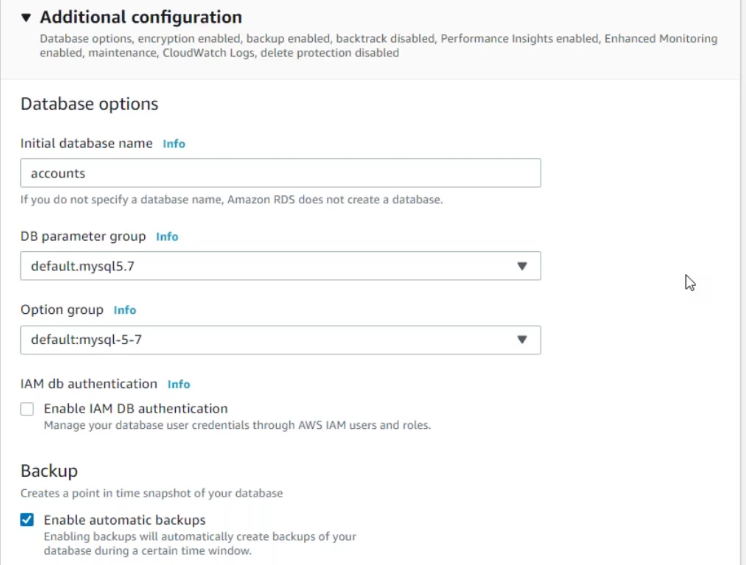 Additional configuration
Database options, encryption enabled, backup enabled, backtrack disabled, Performance Insights enabled, Enhanced Monitoring
enabled, maintenance, CloudWatch Logs, delete protection disabled
Database options
Initial database name Info
accounts
If you do not specify a database name, Amazon RDS does not create a database.
DB parameter group Info
default.mysql5.7
Option group Info
default:mysql-5-7
IAM db authentication Info
Enable IAM DB authentication
Manage your database user credentials through AWS IAM users and roles.
Backup
Creates a point in time snapshot of your database
Enable automatic backups
Enabling backups will automatically create backups of your
database during a certain time window.